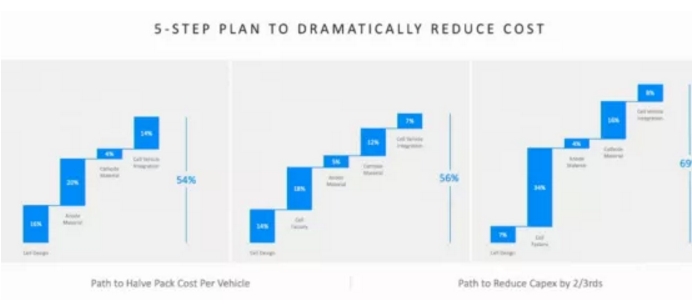 5-STEP PLAN TO DRAMATICALLY REDUCE COST
14%
4%
Cell Vehicle
Integration
20%
Cathode
Material
54%
Anode
Material
16%
Cell Design
7%
12%
Cell Vehicle
Integration
5%
Cathode
Material
56%
18%
Anode
Material
Cell
Factory
14%
Cell Design
8%
16%
Cell Vehicle
Integration
4%
Cathode
Material
69
34%
Anode
Material
7%
Cell
Factory
Cell Design
Path to Halve Pack Cost Per Vehicle
Path to Reduce Capex by 2/3rds